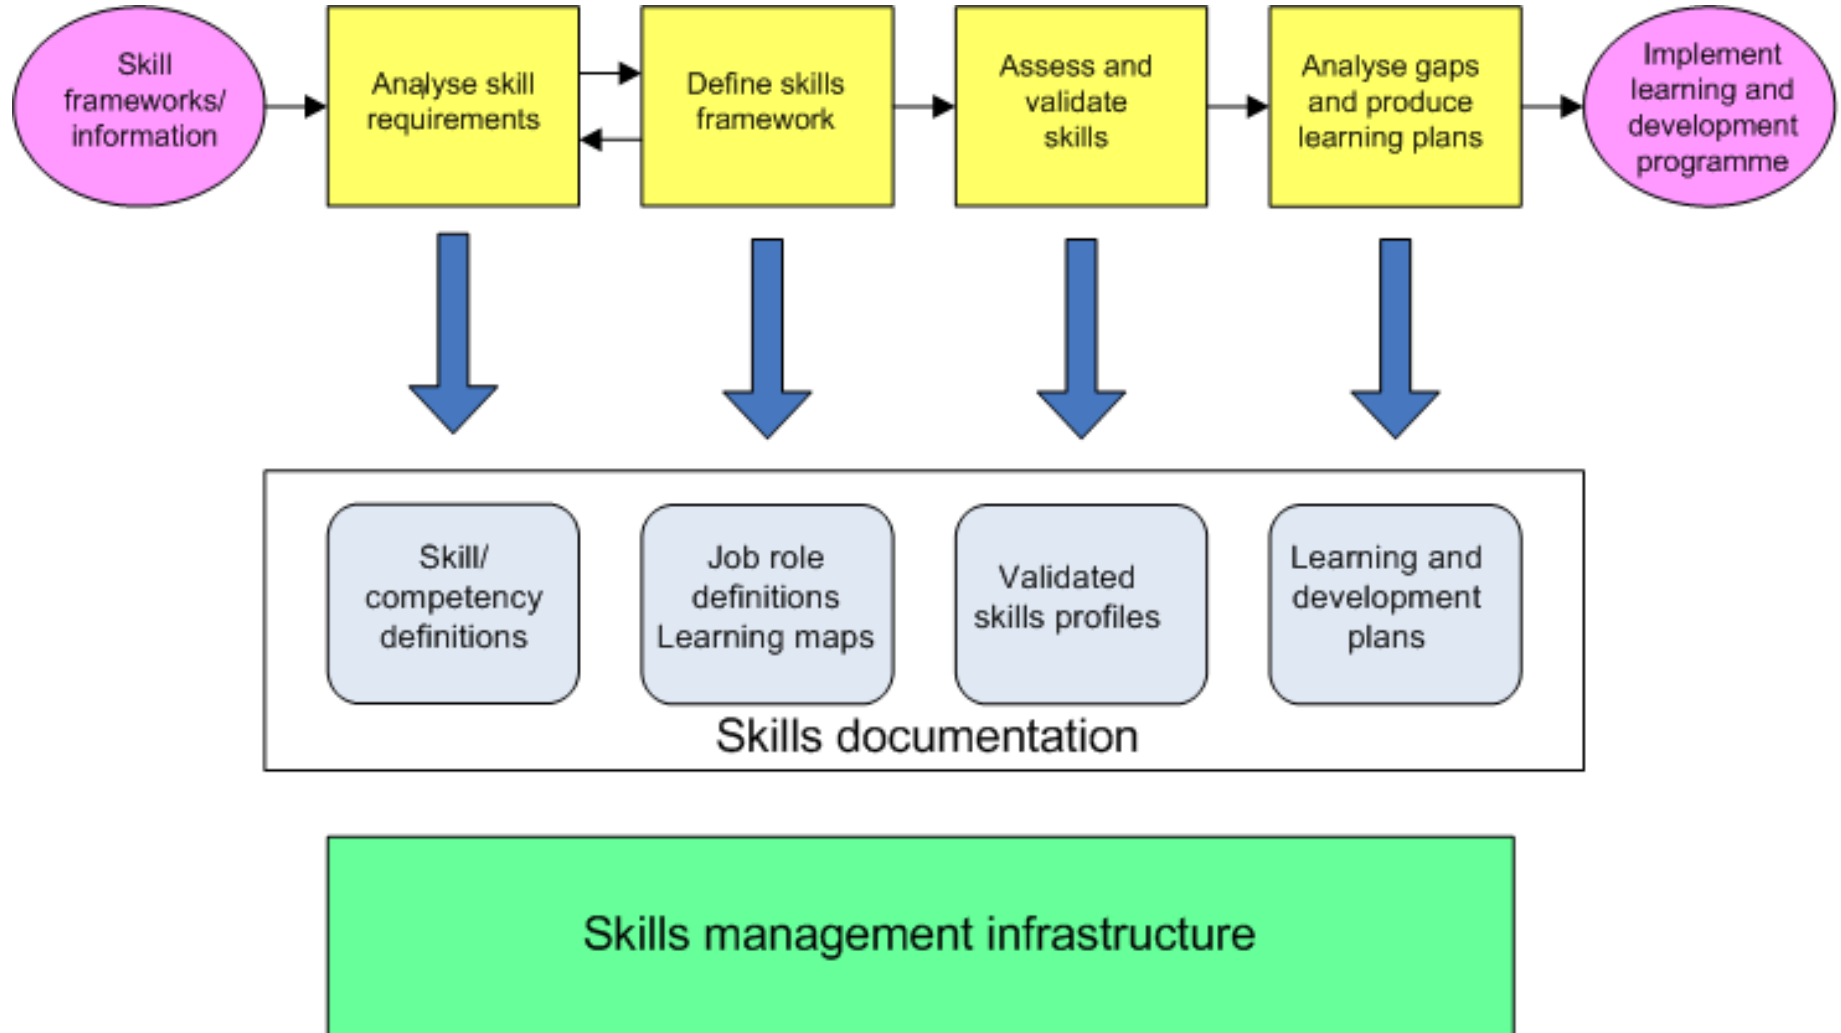 Skill
frameworks/
information
Analyse skill
requirements
Define skills
framework
Assess and
validate
skills
Analyse gaps
and produce
learning plans
Implement
learning and
development
programme
Skill/
competency
definitions
Job role
definitions
Learning maps
Validated
skills profiles
Learning and
development
plans
Skills documentation
Skills management infrastructure